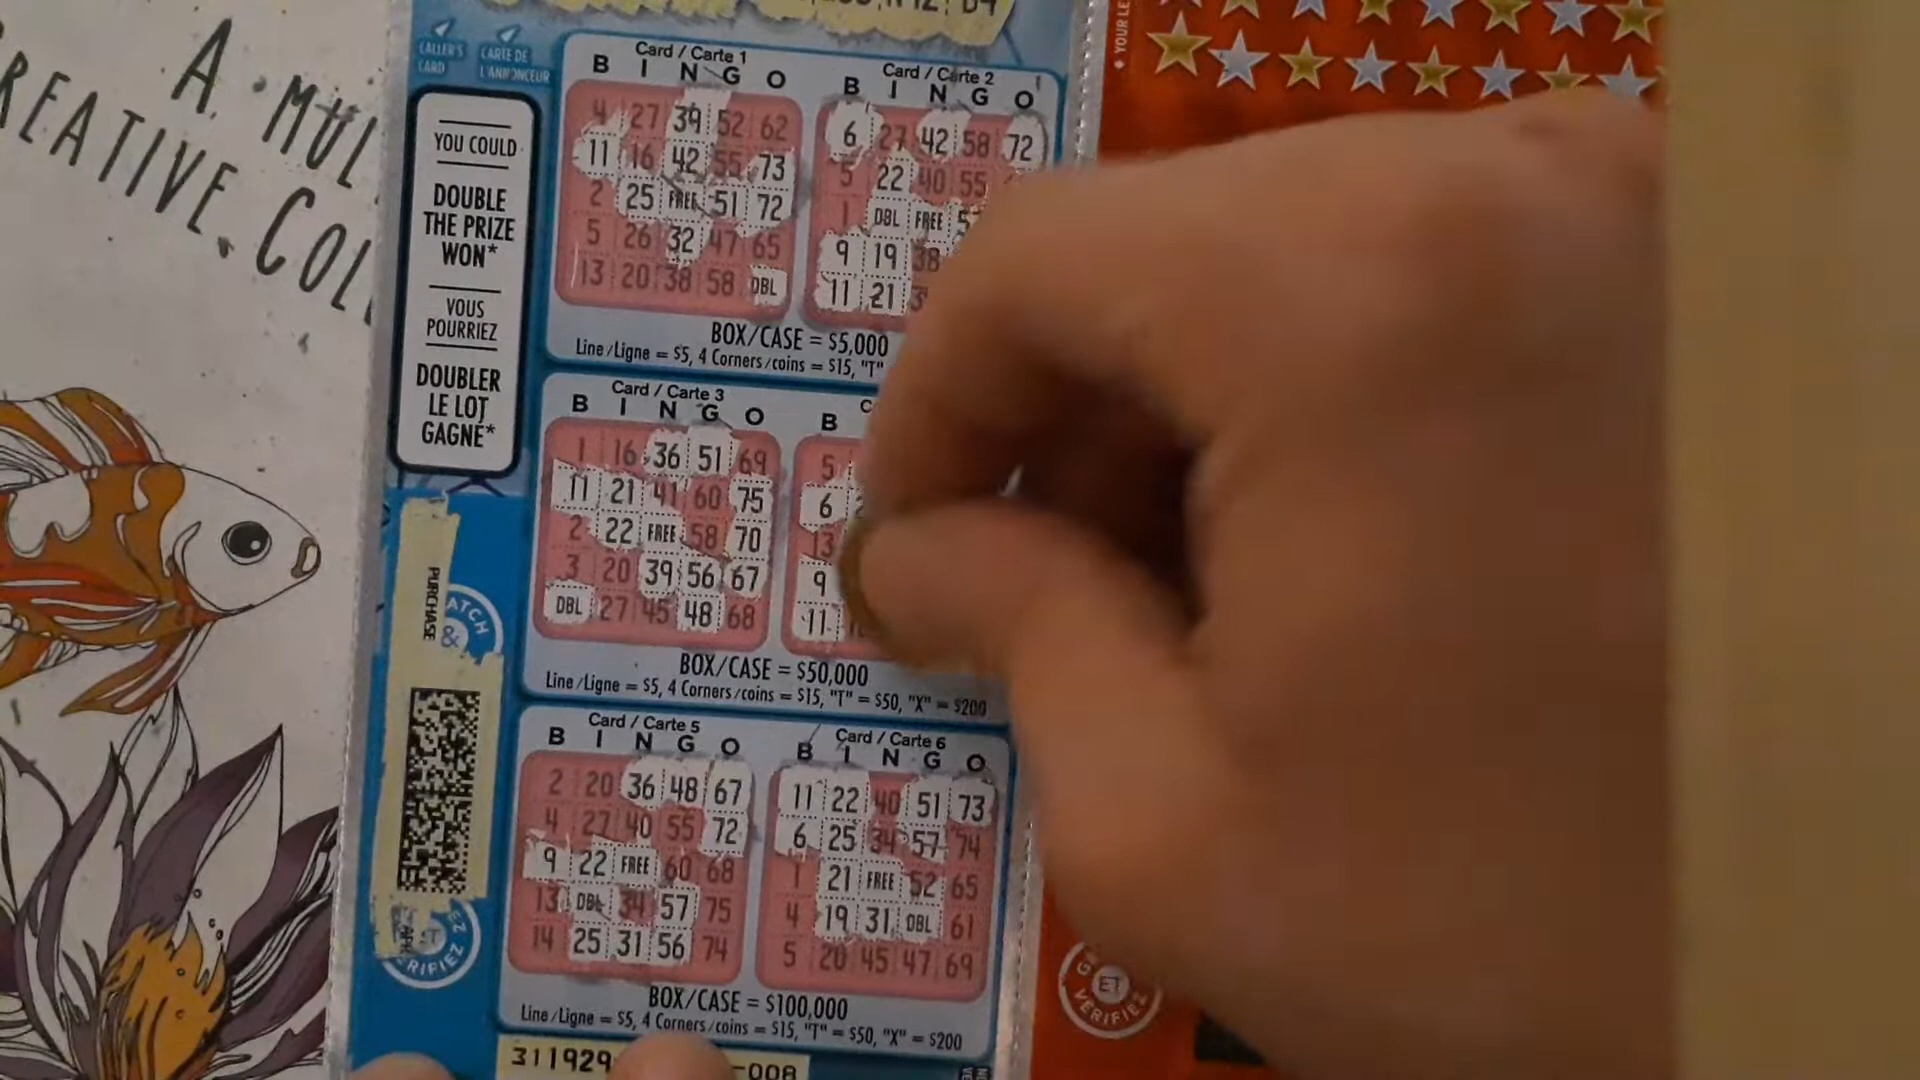 A MUL
CREATIVE COL
CALLER'S CARD
CARTE DE L'ANNONCEUR
D4
YOUR LE
YOU COULD
DOUBLE
THE PRIZE
WON*
VOUS
POURRIEZ
DOUBLER
LE LOT
GAGNÉ*
Card / Carte 1
B I N G O
4 27 39 52 62
11 16 42 55 73
2 25 FREE 51 72
5 26 32 47 65
13 20 38 58 DBL
Card / Carte 2
B I N G O
6 27 42 58 72
5 22 40 55
1 DBL FREE
9 19 38
11 21
BOX/CASE = $5,000
Line/Ligne = $5, 4 Corners/coins = $15, "T"
Card / Carte 3
B I N G O
1 16 36 51 69
11 21 41 60 75
2 22 FREE 58 70
3 20 39 56 67
DBL 27 45 48 68
B
5
6
13
9
11
BOX/CASE = $50,000
Line/Ligne = $5, 4 Corners/coins = $15, "T" = $50, "X" = $200
PURCHASE
ATCH
&
Card / Carte 5
B I N G O
2 20 36 48 67
4 27 40 55 72
9 22 FREE 60 68
13 DBL 34 57 75
14 25 31 56 74
Card / Carte 6
B I N G O
11 22 40 51 73
6 25 34 57 74
1 21 FREE 52 65
4 19 31 DBL 61
5 20 45 47 69
BOX/CASE = $100,000
Line/Ligne = $5, 4 Corners/coins = $15, "T" = $50, "X" = $200
ET
VÉRIFIEZ
311929
-008